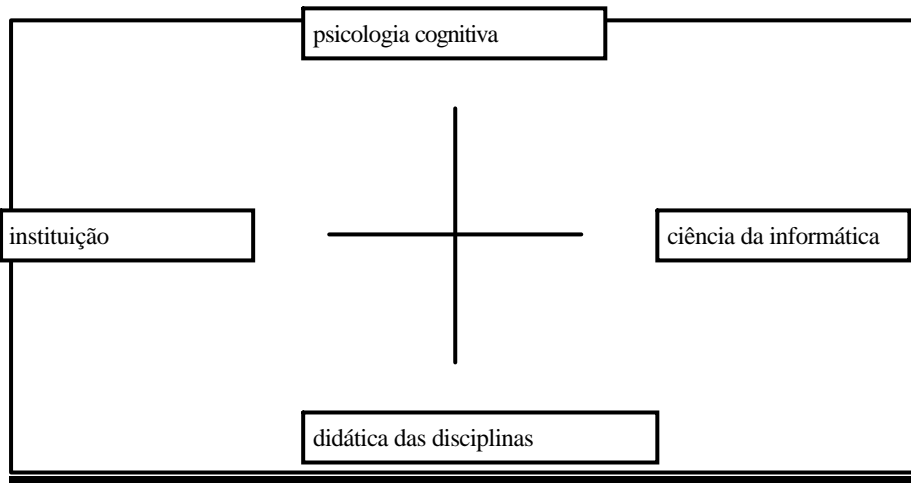 psicologia cognitiva
instituição
ciência da informática
didática das disciplinas